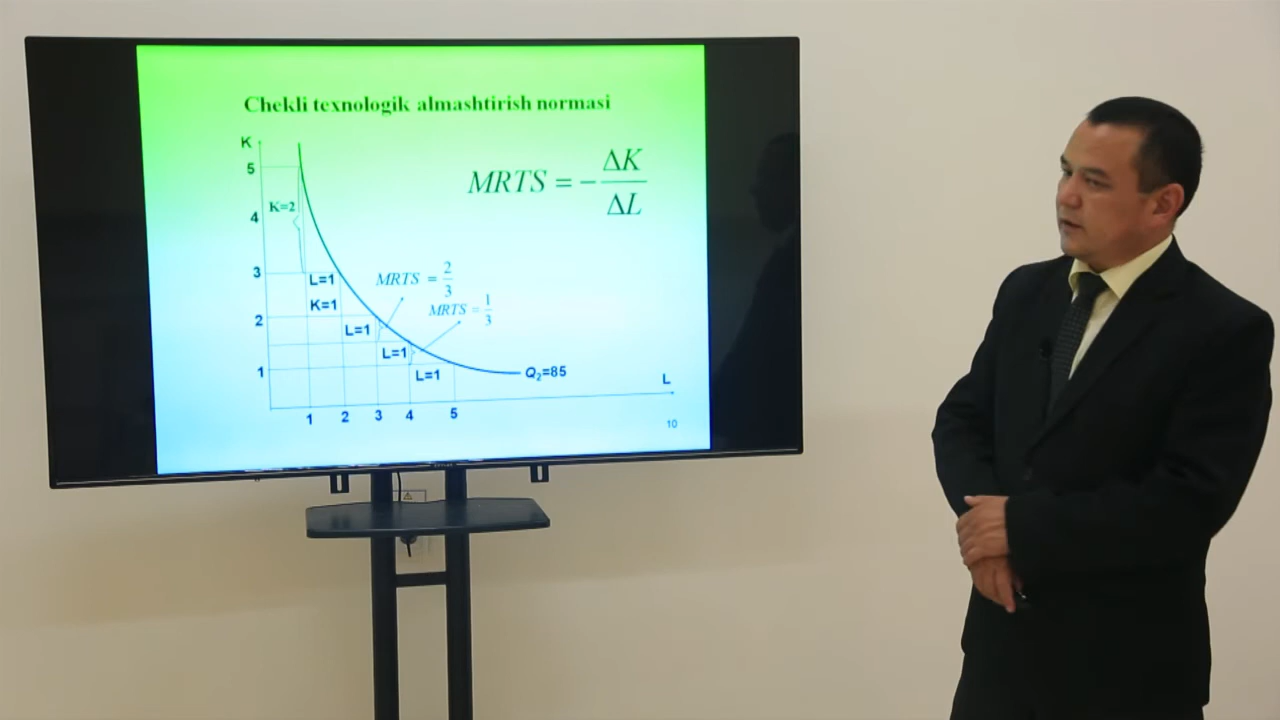 Chekli texnologik almashtirish normasi
K
5
K=2
4
3
L=1
K=1
2
L=1
L=1
1
L=1
MRTS = -ΔK/ΔL
MRTS = 2/3
MRTS = 1/3
Q₂=85
L
1 2 3 4 5
10